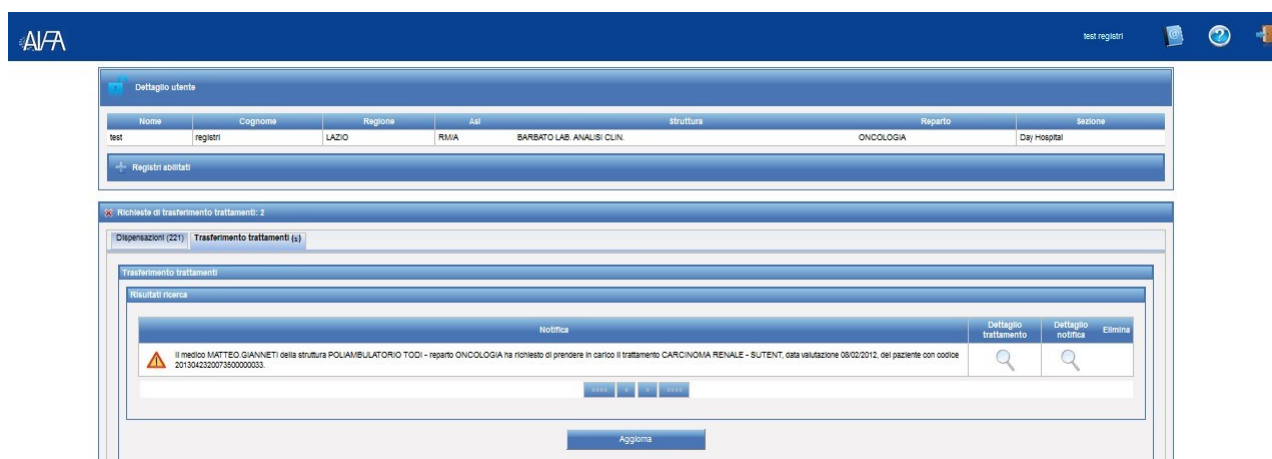 AIFA
test registri
Dettaglio utente
Nome Cognome Regione Asl Struttura Reparto Sezione
test registri LAZIO RM/A BARBATO LAB. ANALISI CLIN. ONCOLOGIA Day Hospital
Registri abilitati
Richieste di trasferimento trattamenti: 2
Dispensazioni (221) Trasferimento trattamenti (1)
Trasferimento trattamenti
Risultati ricerca
Notifica Dettaglio trattamento Dettaglio notifica Elimina
Il medico MATTEO.GIANNETI della struttura POLIAMBULATORIO TODI - reparto ONCOLOGIA ha richiesto di prendere in carico il trattamento CARCINOMA RENALE - SUTENT, data valutazione 08/02/2012, del paziente con codice
2013042320073500000033.
Aggiorna